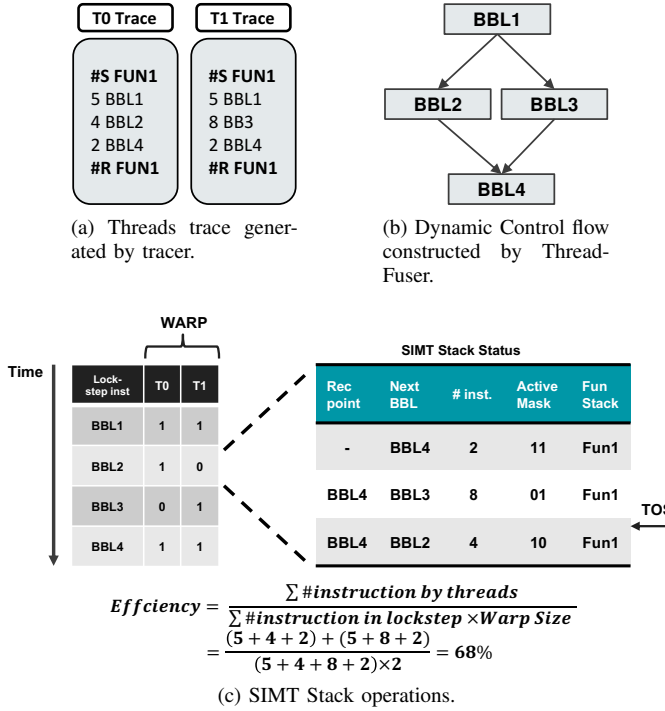 T0 Trace
T1 Trace
#S FUN1
5 BBL1
4 BBL2
2 BBL4
#R FUN1
#S FUN1
5 BBL1
8 BB3
2 BBL4
#R FUN1
(a) Threads trace gener-
ated by tracer.
BBL1
BBL2 BBL3
BBL4
(b) Dynamic Control flow
constructed by Thread-
Fuser.
WARP
Time
Lock-
step inst T0 T1
BBL1 1 1
BBL2 1 0
BBL3 0 1
BBL4 1 1
SIMT Stack Status
Rec point Next BBL # inst. Active Mask Fun Stack
- BBL4 2 11 Fun1
BBL4 BBL3 8 01 Fun1
BBL4 BBL2 4 10 Fun1
TOS
Effciency = ∑ #instruction by threads / ∑ #instruction in lockstep ×Warp Size
= (5 + 4 + 2) + (5 + 8 + 2) / (5 + 4 + 8 + 2)×2 = 68%
(c) SIMT Stack operations.